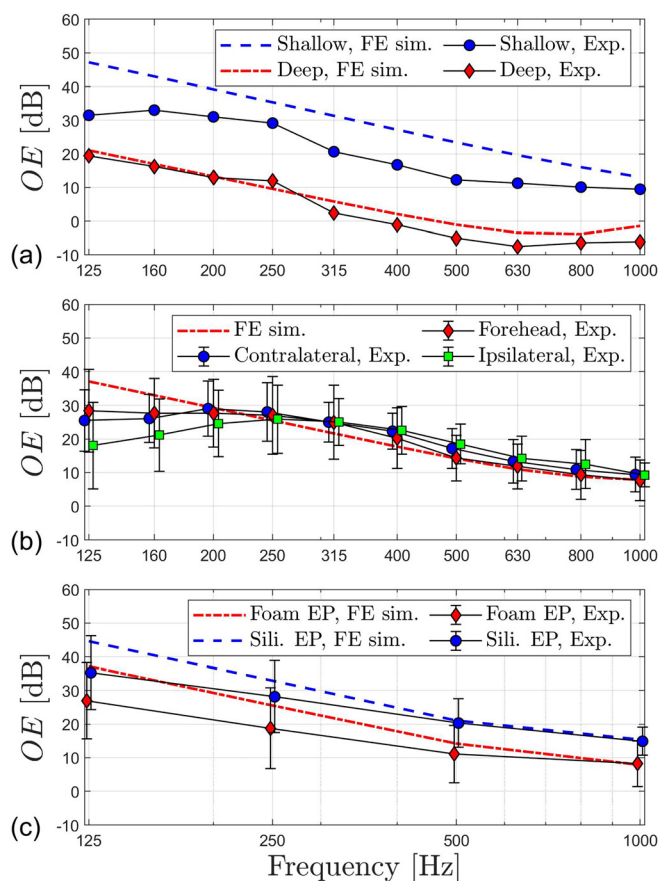 60
Shallow, FE sim. Shallow, Exp.
50
Deep, FE sim. Deep, Exp.
40
30
20
10
0
-10
OE [dB]
(a)
125 160 200 250 315 400 500 630 800 1000
60
FE sim. Forehead, Exp.
50
Contralateral, Exp. Ipsilateral, Exp.
40
30
20
10
0
-10
OE [dB]
(b)
125 160 200 250 315 400 500 630 800 1000
60
Foam EP, FE sim. Foam EP, Exp.
50
Sili. EP, FE sim. Sili. EP, Exp.
40
30
20
10
0
-10
OE [dB]
(c)
125 250 500 1000
Frequency [Hz]